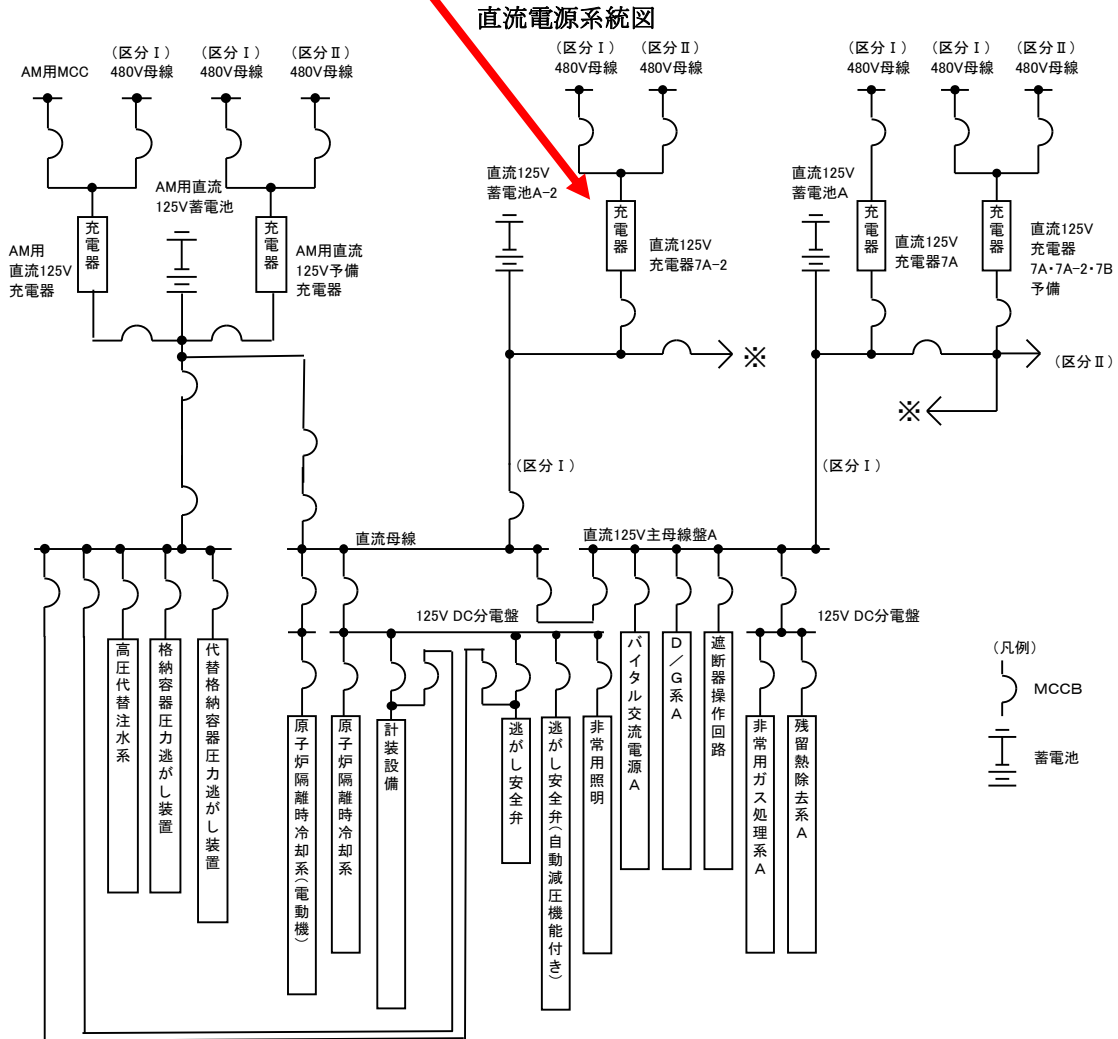 直流電源系統図
AM用MCC
(区分Ⅰ)
480V母線
(区分Ⅰ)
480V母線
(区分Ⅱ)
480V母線
(区分Ⅰ)
480V母線
(区分Ⅱ)
480V母線
(区分Ⅰ)
480V母線
(区分Ⅰ)
480V母線
(区分Ⅱ)
480V母線
AM用
直流125V
充電器
充電器
AM用直流
125V蓄電池
充電器
AM用直流
125V予備
充電器
直流125V
蓄電池A-2
充電器
直流125V
充電器7A-2
直流125V
蓄電池A
充電器
直流125V
充電器7A
充電器
直流125V
充電器
7A・7A-2・7B
予備
※
(区分Ⅱ)
※
(区分Ⅰ)
(区分Ⅰ)
直流母線
直流125V主母線盤A
125V DC分電盤
125V DC分電盤
高圧代替注水系
格納容器圧力逃がし装置
代替格納容器圧力逃がし装置
原子炉隔離時冷却系(電動機)
原子炉隔離時冷却系
計装設備
逃がし安全弁
逃がし安全弁(自動減圧機能付き)
非常用照明
バイタル交流電源A
D/G系A
遮断器操作回路
非常用ガス処理系A
残留熱除去系A
(凡例)
MCCB
蓄電池